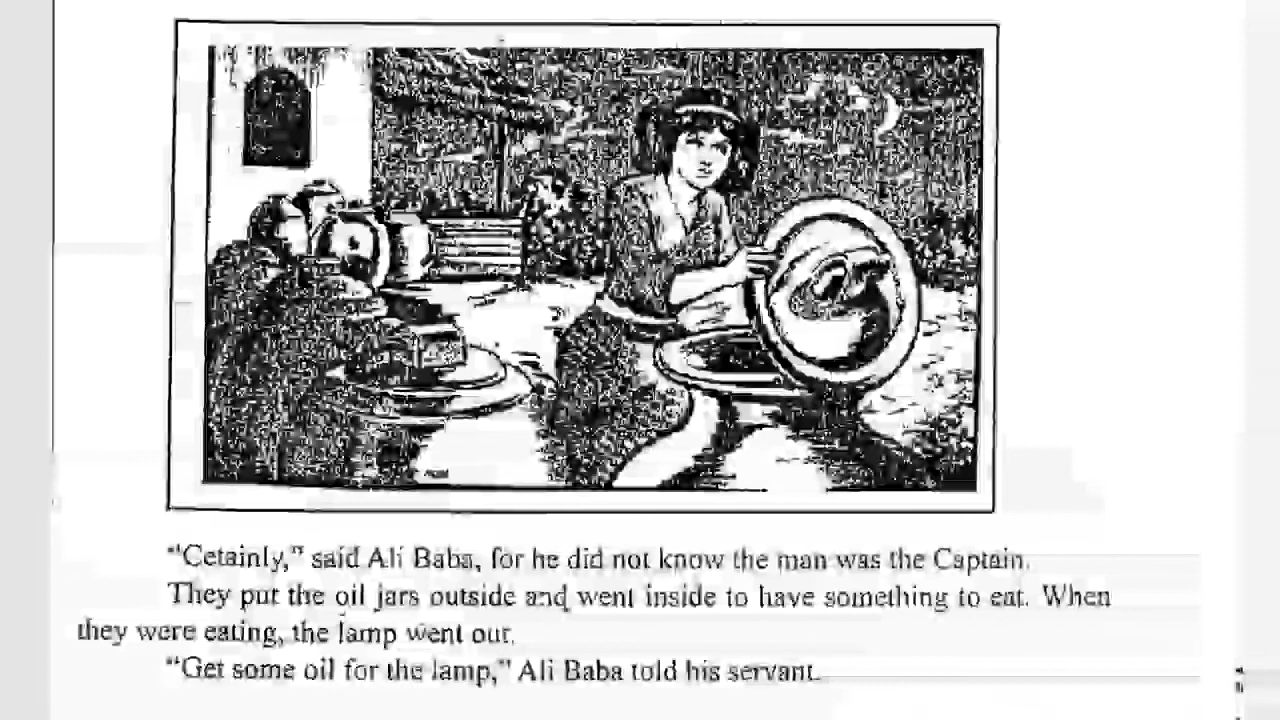 "Cetainly," said Ali Baba, for he did not know the man was the Captain.
They put the oil jars outside and went inside to have something to eat. When
they were eating, the lamp went out.
"Get some oil for the lamp," Ali Baba told his servant.